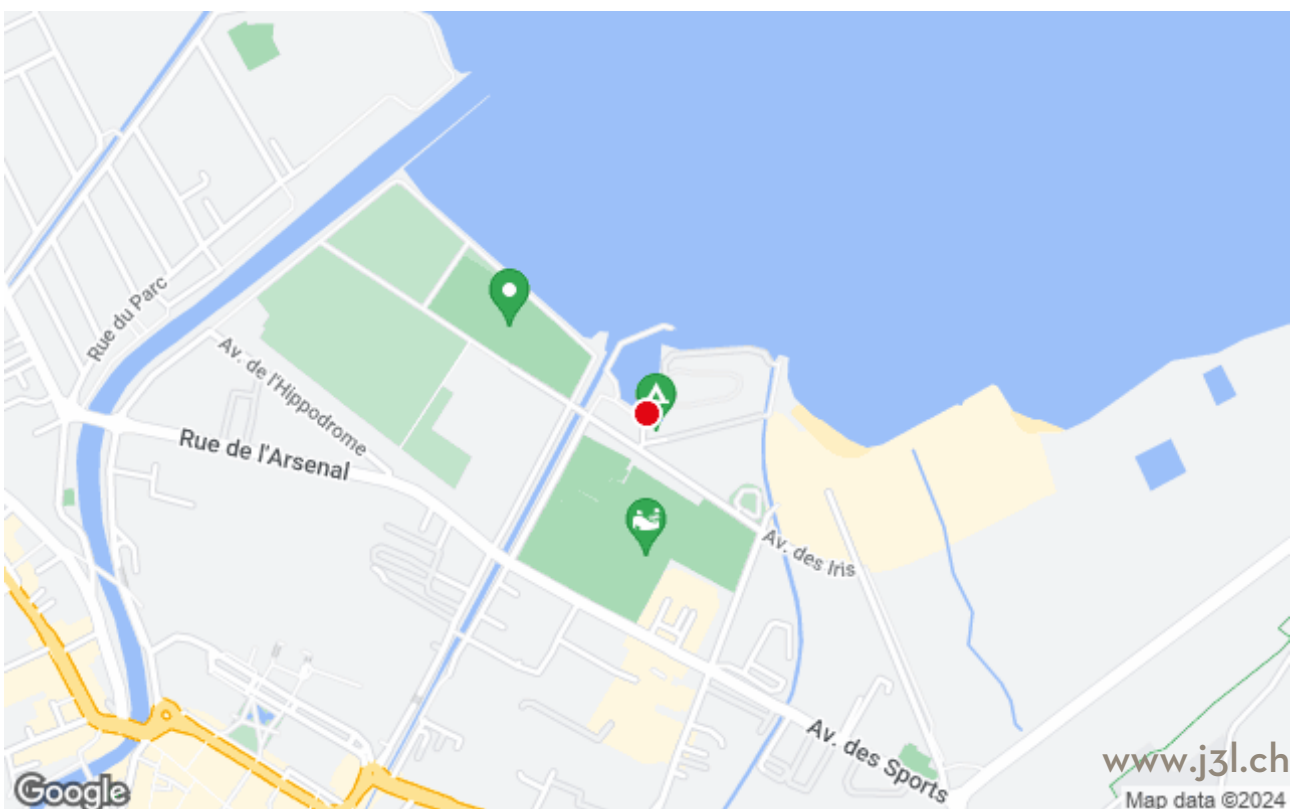 Rue du Parc
Av. de l'Hippodrome
Rue de l'Arsenal
Av. des Iris
Av. des Sports
www.j3l.ch
Google
Map data ©2024